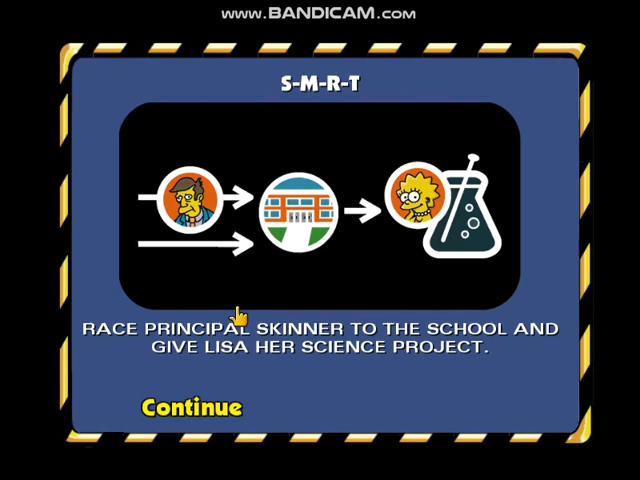 www.BANDICAM.com
S-M-R-T
RACE PRINCIPAL SKINNER TO THE SCHOOL AND
GIVE LISA HER SCIENCE PROJECT.
Continue